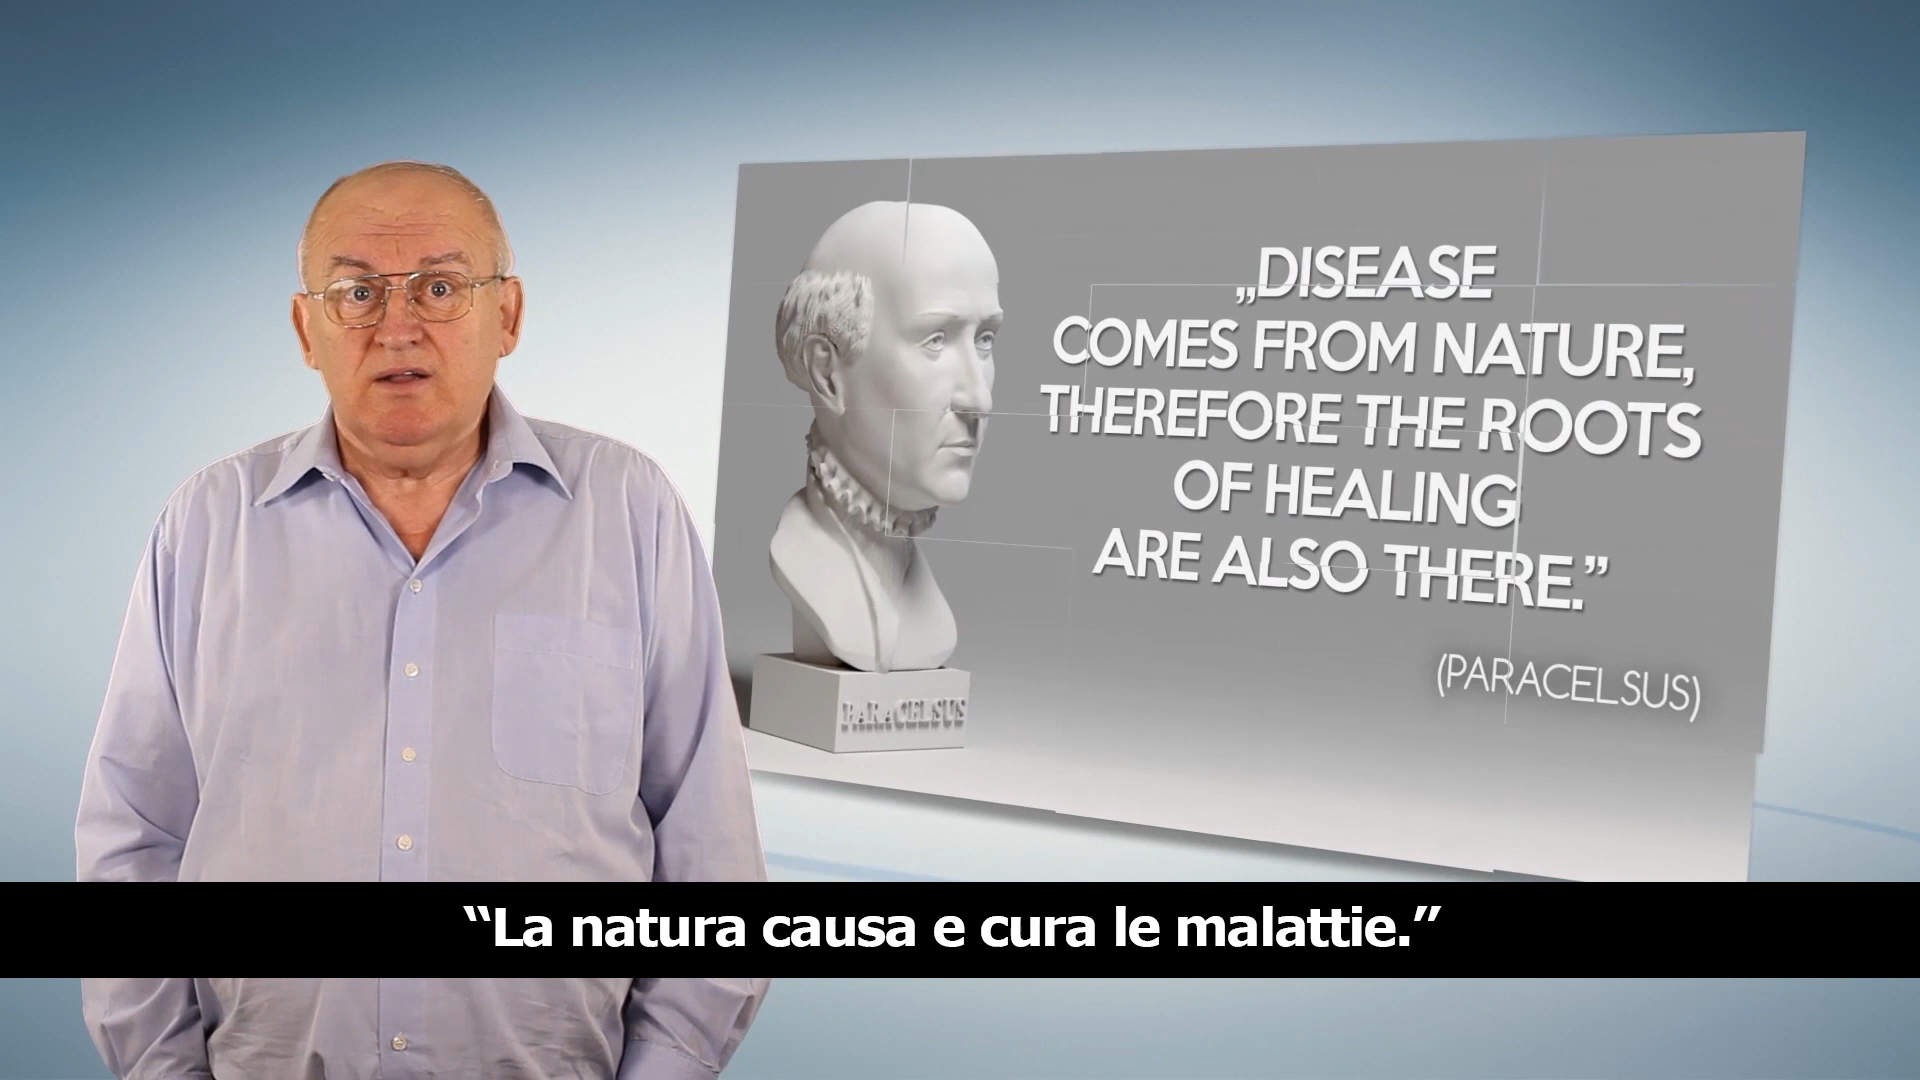 „DISEASE
COMES FROM NATURE,
THEREFORE THE ROOTS
OF HEALING
ARE ALSO THERE.”
(PARACELSUS)
PARACELSUS
“La natura causa e cura le malattie.”